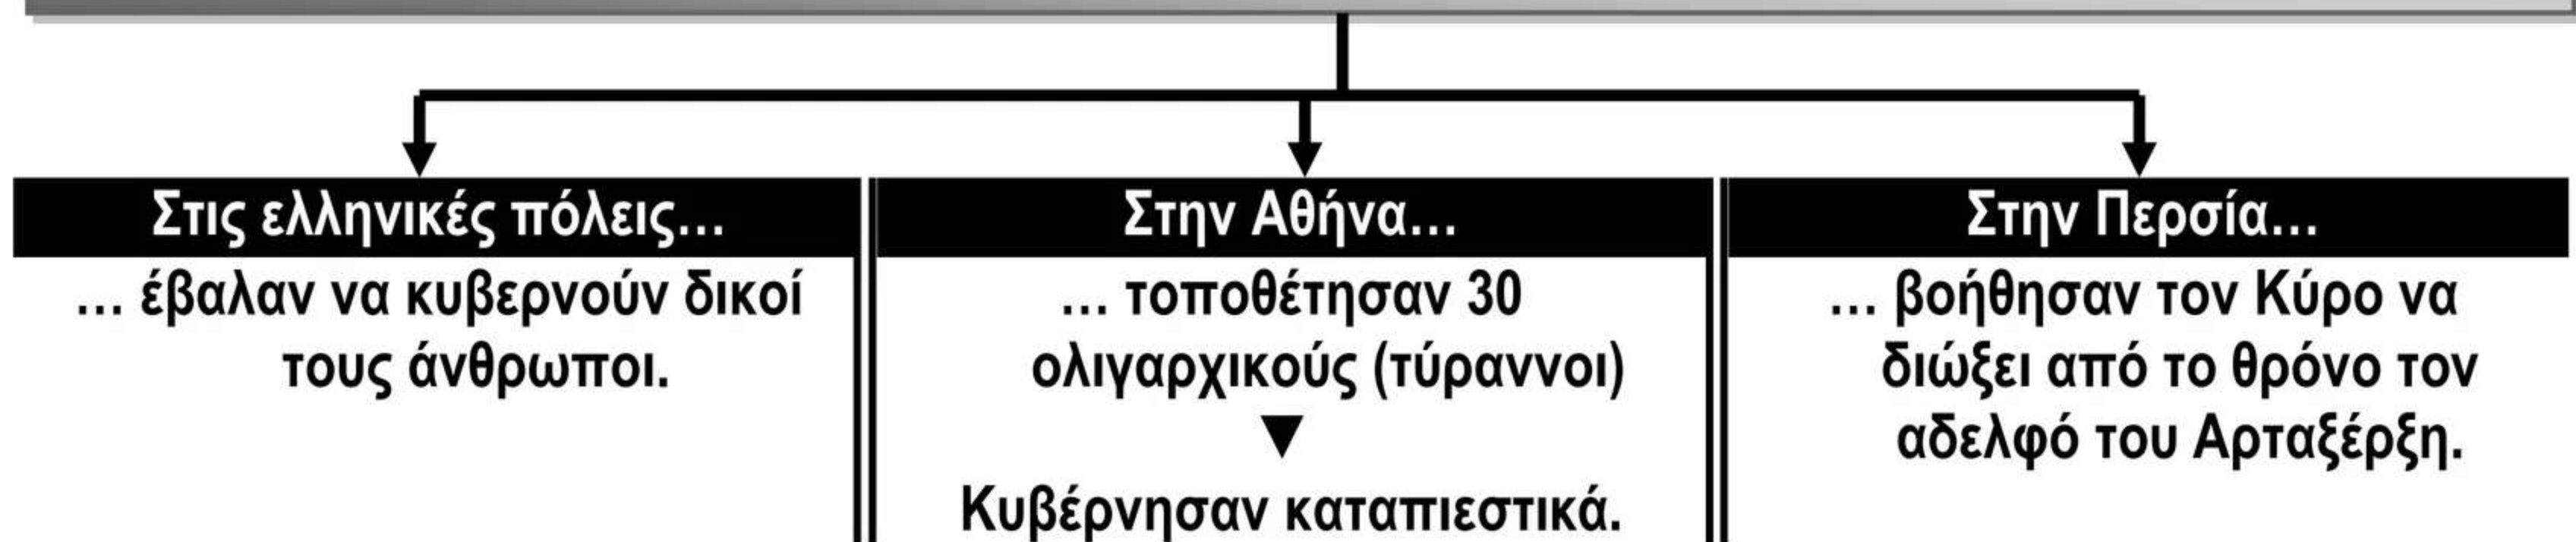 Στις ελληνικές πόλεις…
… έβαλαν να κυβερνούν δικοί
τους άνθρωποι.
Στην Αθήνα…
… τοποθέτησαν 30
ολιγαρχικούς (τύραννοι)
▼
Κυβέρνησαν καταπιεστικά.
Στην Περσία…
… βοήθησαν τον Κύρο να
διώξει από το θρόνο τον
αδελφό του Αρταξέρξη.